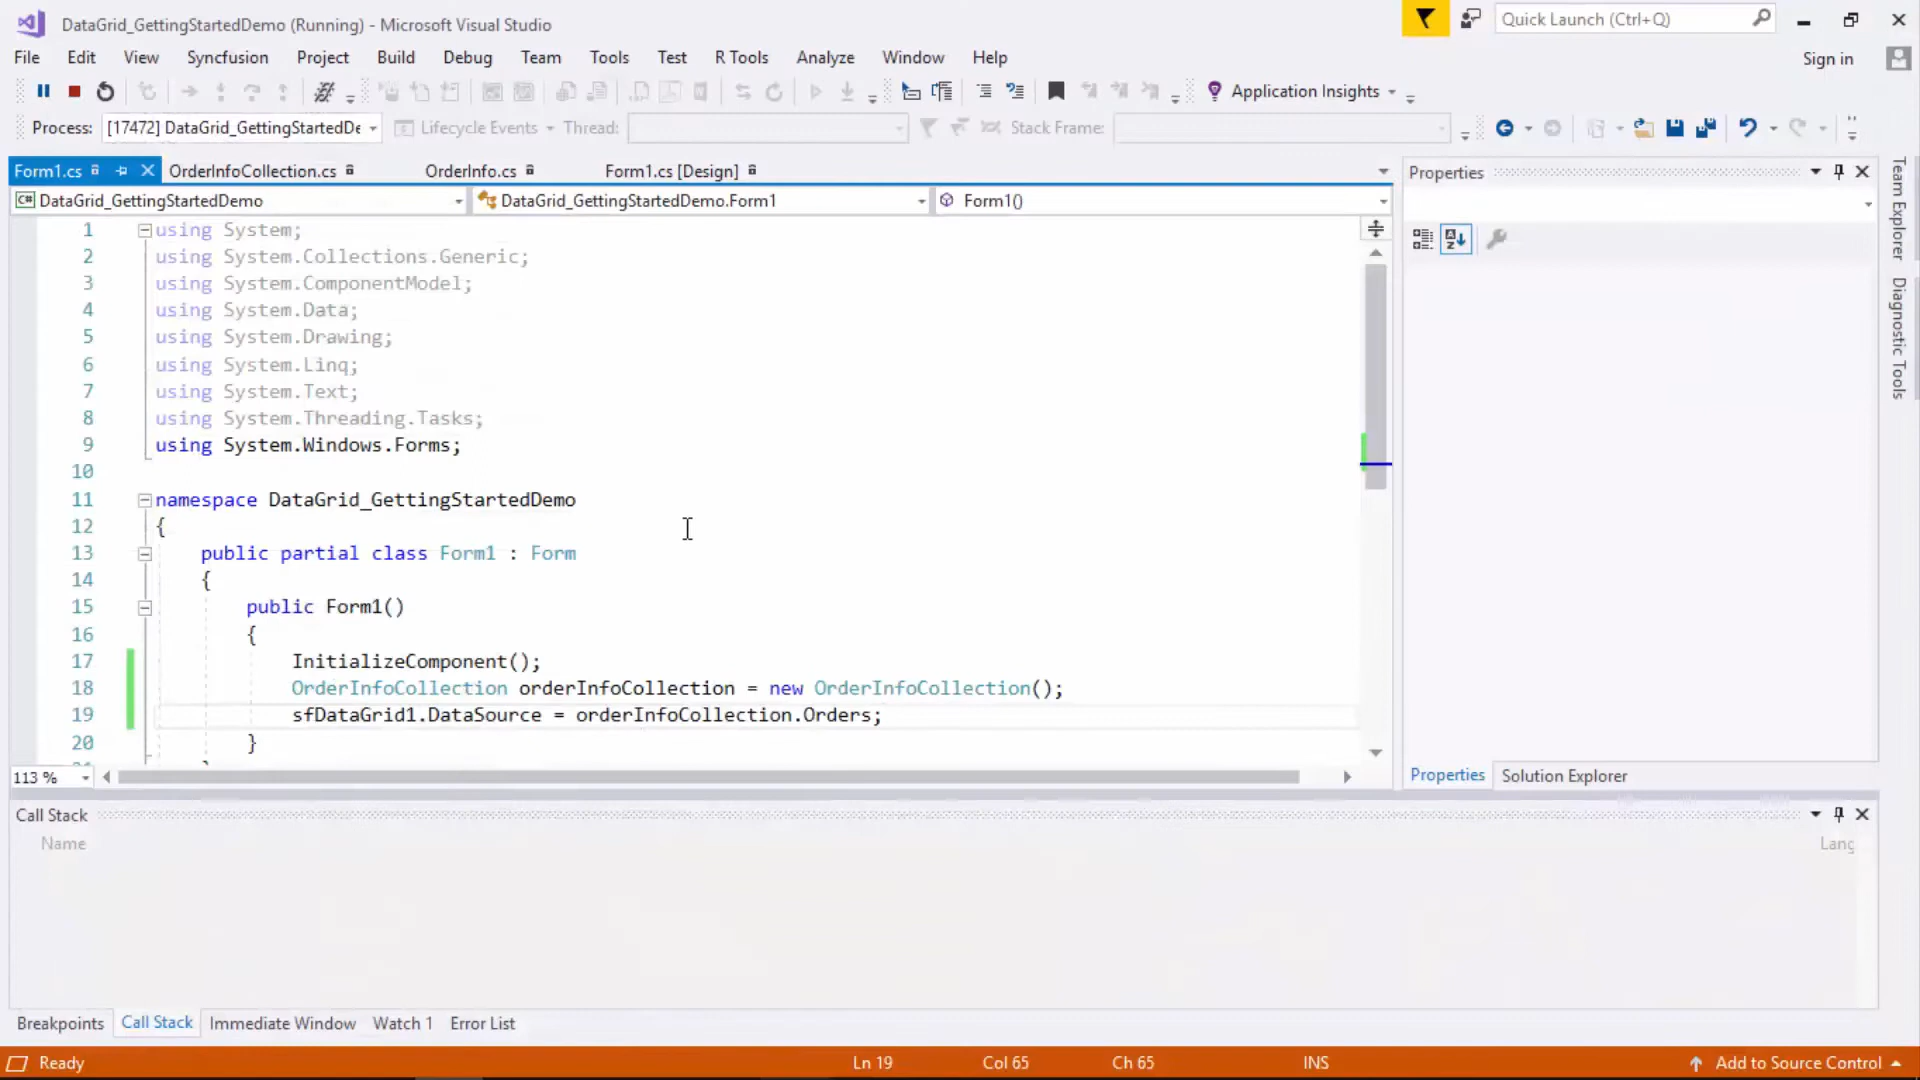 DataGrid_GettingStartedDemo (Running) - Microsoft Visual Studio
Quick Launch (Ctrl+Q)
File Edit View Syncfusion Project Build Debug Team Tools Test R Tools Analyze Window Help
Sign in
Application Insights
Process: [17472] DataGrid_GettingStartedDe Lifecycle Events Thread: Stack Frame:
Form1.cs OrderInfoCollection.cs OrderInfo.cs Form1.cs [Design]
Properties
C# DataGrid_GettingStartedDemo DataGrid_GettingStartedDemo.Form1 Form1()
1 using System;
2 using System.Collections.Generic;
3 using System.ComponentModel;
4 using System.Data;
5 using System.Drawing;
6 using System.Linq;
7 using System.Text;
8 using System.Threading.Tasks;
9 using System.Windows.Forms;
10
11 namespace DataGrid_GettingStartedDemo
12 {
13 public partial class Form1 : Form
14 {
15 public Form1()
16 {
17 InitializeComponent();
18 OrderInfoCollection orderInfoCollection = new OrderInfoCollection();
19 sfDataGrid1.DataSource = orderInfoCollection.Orders;
20 }
113 %
Team Explorer
Diagnostic Tools
Properties Solution Explorer
Call Stack
Name Lang
Breakpoints Call Stack Immediate Window Watch 1 Error List
Ready Ln 19 Col 65 Ch 65 INS Add to Source Control